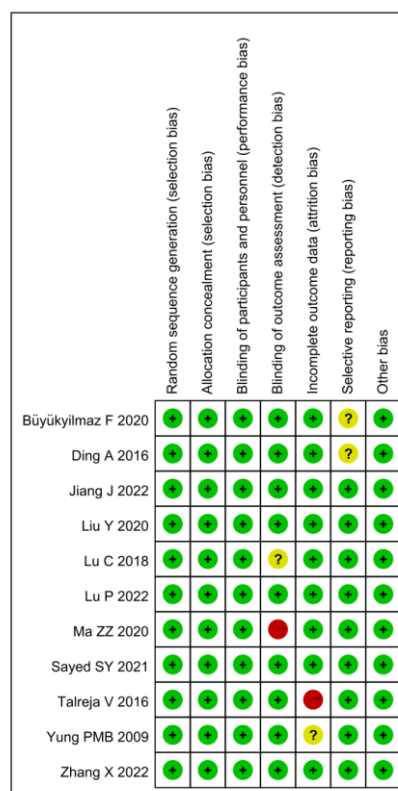 Random sequence generation (selection bias)
Allocation concealment (selection bias)
Blinding of participants and personnel (performance bias)
Blinding of outcome assessment (detection bias)
Incomplete outcome data (attrition bias)
Selective reporting (reporting bias)
Other bias
Büyükyilmaz F 2020 + + + + + ? +
Ding A 2016 + + + + + ? +
Jiang J 2022 + + + + + + +
Liu Y 2020 + + + + + + +
Lu C 2018 + + + ? + + +
Lu P 2022 + + + + + + +
Ma ZZ 2020 + + + - + + +
Sayed SY 2021 + + + + + + +
Talreja V 2016 + + + + - + +
Yung PMB 2009 + + + + ? + +
Zhang X 2022 + + + + + + +